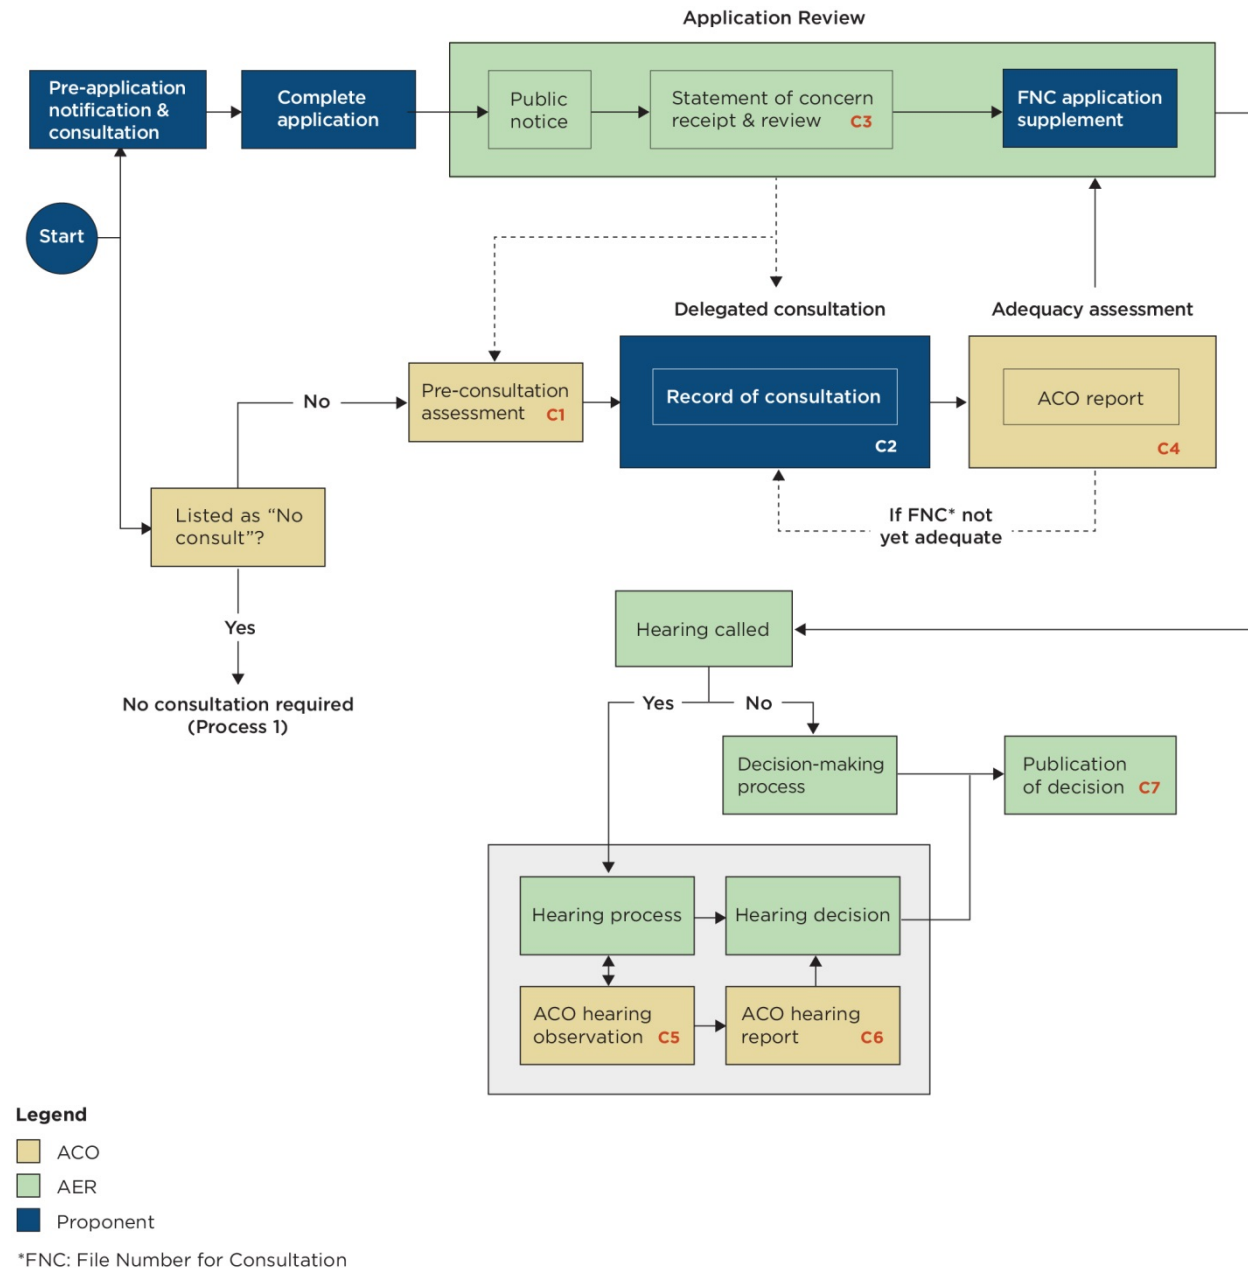 Application Review
Pre-application
notification &
consultation
Complete
application
Public
notice
Statement of concern
receipt & review C3
FNC application
supplement
Start
Delegated consultation
Adequacy assessment
Pre-consultation
assessment C1
Record of consultation
C2
ACO report
C4
No
Listed as “No
consult”?
If FNC* not
yet adequate
Yes
No consultation required
(Process 1)
Hearing called
Yes
No
Decision-making
process
Publication
of decision C7
Hearing process
Hearing decision
ACO hearing
observation C5
ACO hearing
report C6
Legend
ACO
AER
Proponent
*FNC: File Number for Consultation